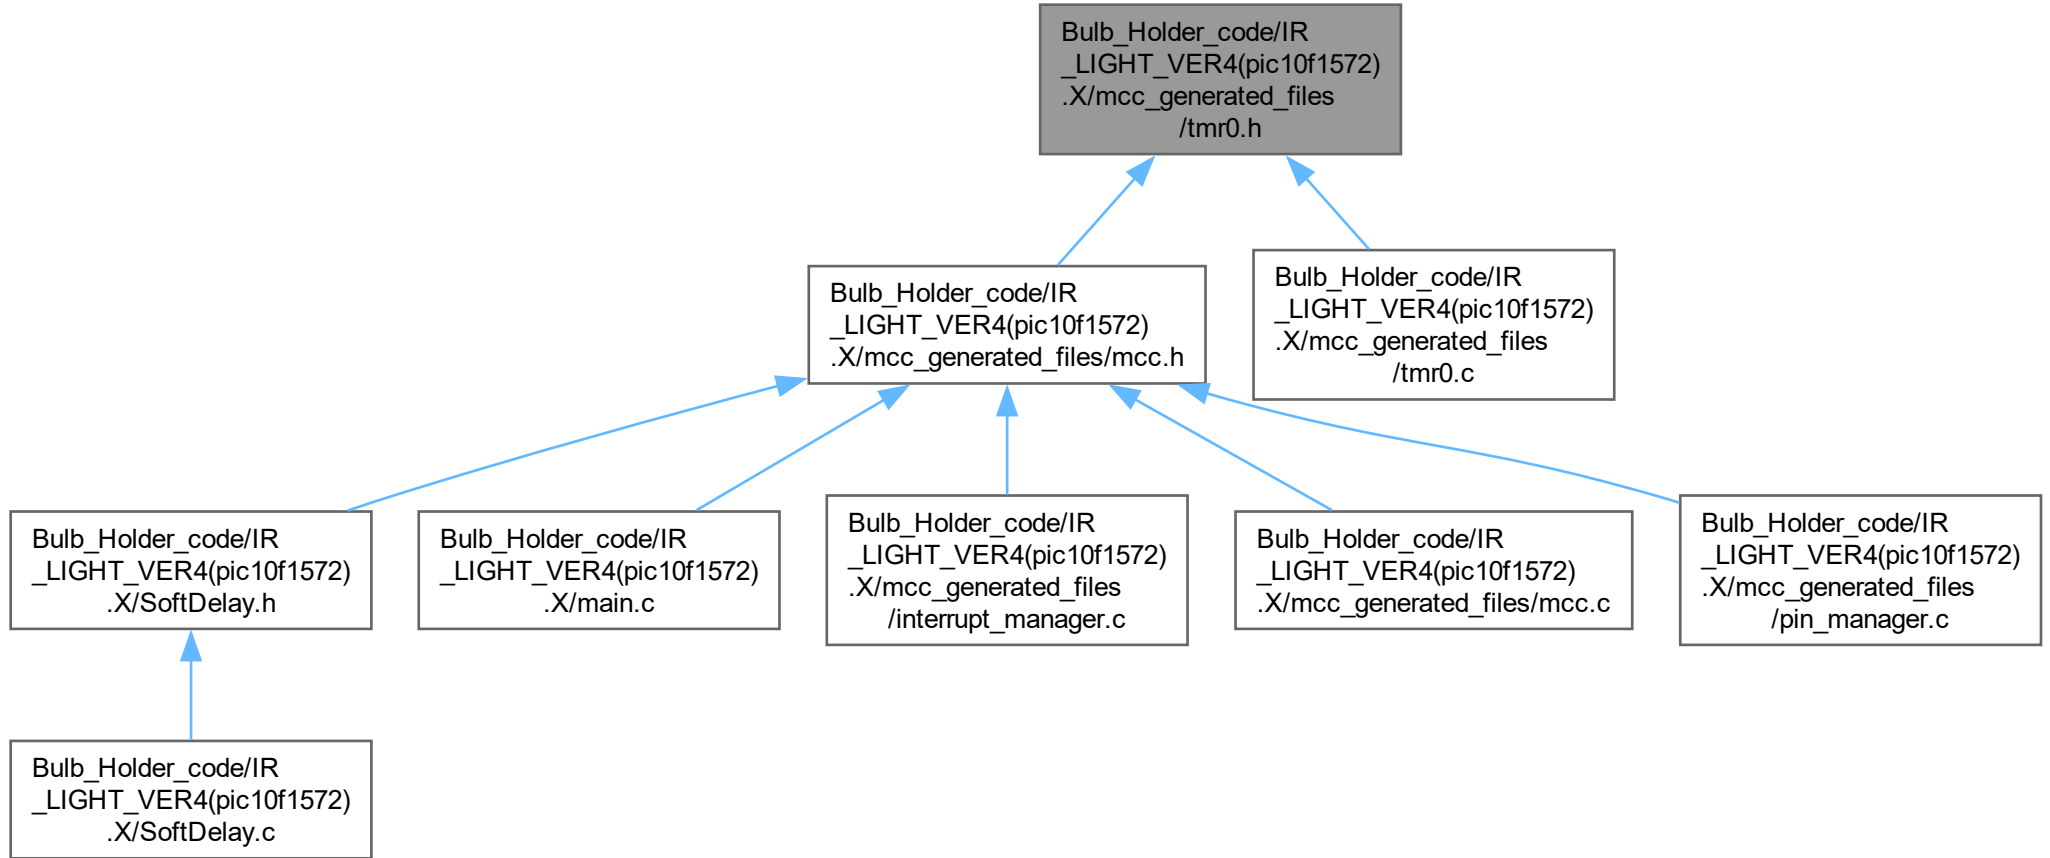 Bulb_Holder_code/IR
_LIGHT_VER4(pic10f1572)
.X/mcc_generated_files
/tmr0.h
Bulb_Holder_code/IR
_LIGHT_VER4(pic10f1572)
.X/mcc_generated_files/mcc.h
Bulb_Holder_code/IR
_LIGHT_VER4(pic10f1572)
.X/mcc_generated_files
/tmr0.c
Bulb_Holder_code/IR
_LIGHT_VER4(pic10f1572)
.X/SoftDelay.h
Bulb_Holder_code/IR
_LIGHT_VER4(pic10f1572)
.X/main.c
Bulb_Holder_code/IR
_LIGHT_VER4(pic10f1572)
.X/mcc_generated_files
/interrupt_manager.c
Bulb_Holder_code/IR
_LIGHT_VER4(pic10f1572)
.X/mcc_generated_files/mcc.c
Bulb_Holder_code/IR
_LIGHT_VER4(pic10f1572)
.X/mcc_generated_files
/pin_manager.c
Bulb_Holder_code/IR
_LIGHT_VER4(pic10f1572)
.X/SoftDelay.c